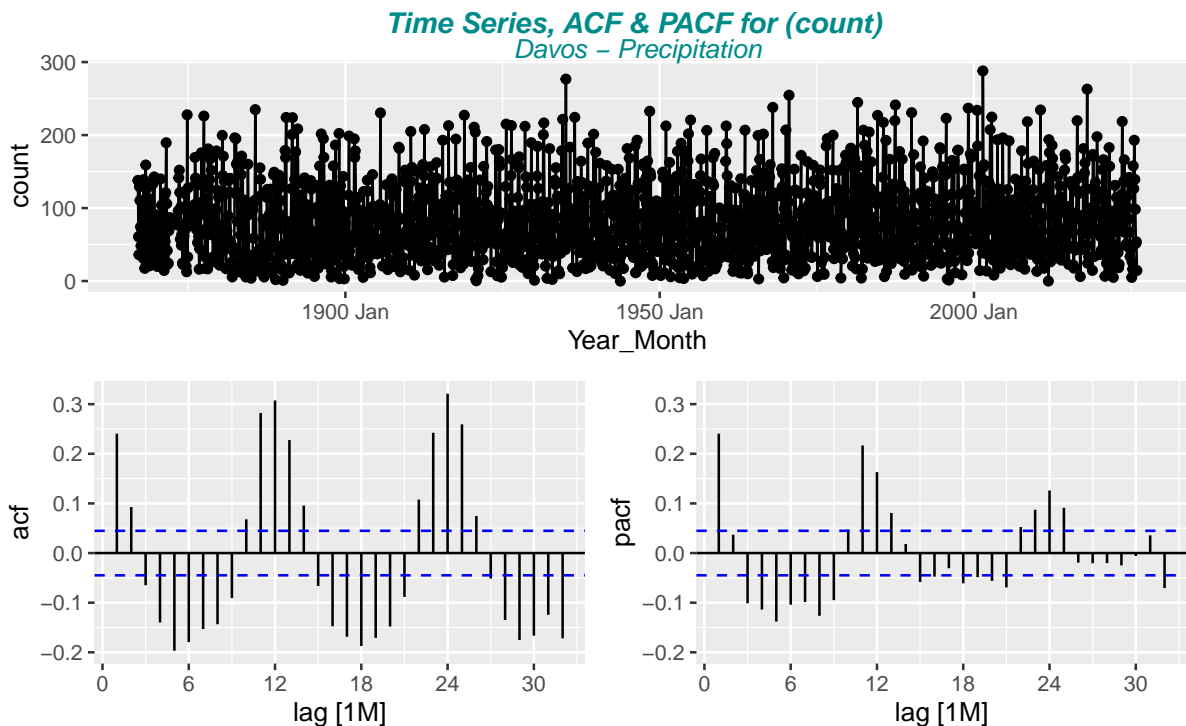 Time Series, ACF & PACF for (count)
Davos – Precipitation
300
200
100
0
count
1900 Jan
1950 Jan
2000 Jan
Year_Month
0.3
0.2
0.1
0.0
−0.1
−0.2
acf
0
6
12
18
24
30
lag [1M]
0.3
0.2
0.1
0.0
−0.1
−0.2
pacf
0
6
12
18
24
30
lag [1M]